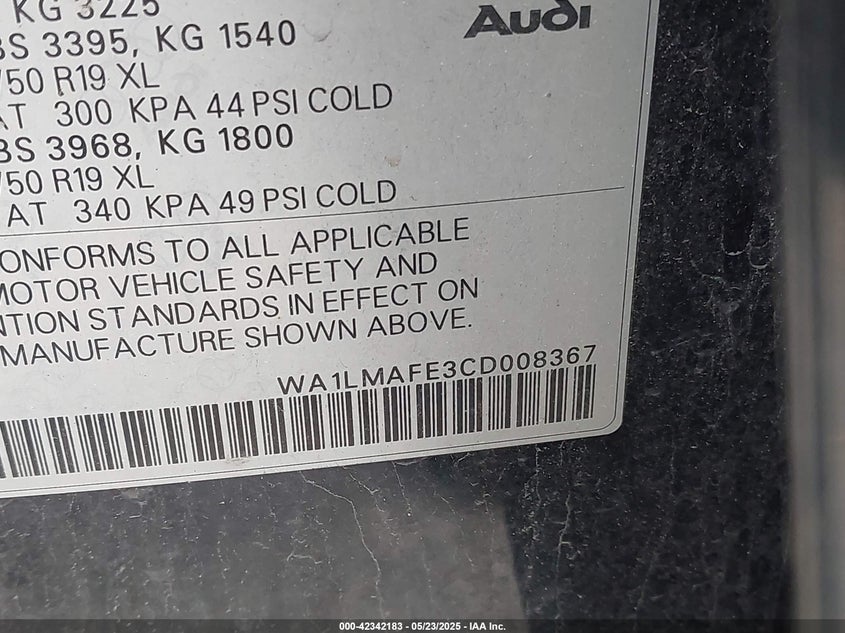 KG 3225
Audi
BS 3395, KG 1540
/50 R19 XL
AT 300 KPA 44 PSI COLD
BS 3968, KG 1800
/50 R19 XL
AT 340 KPA 49 PSI COLD
ONFORMS TO ALL APPLICABLE
MOTOR VEHICLE SAFETY AND
NTION STANDARDS IN EFFECT ON
MANUFACTURE SHOWN ABOVE.
WA1LMAFE3CD008367
000-42342183 - 05/23/2025 - IAA Inc.